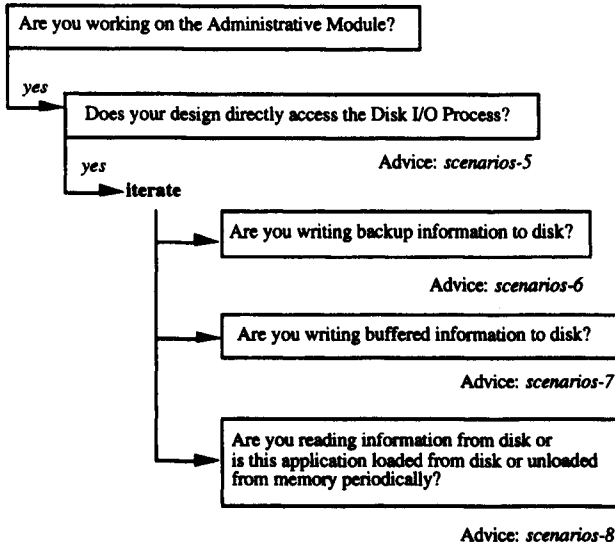 Are you working on the Administrative Module?
yes
Does your design directly access the Disk I/O Process?
Advice: scenarios-5
yes
iterate
Are you writing backup information to disk?
Advice: scenarios-6
Are you writing buffered information to disk?
Advice: scenarios-7
Are you reading information from disk or
is this application loaded from disk or unloaded
from memory periodically?
Advice: scenarios-8